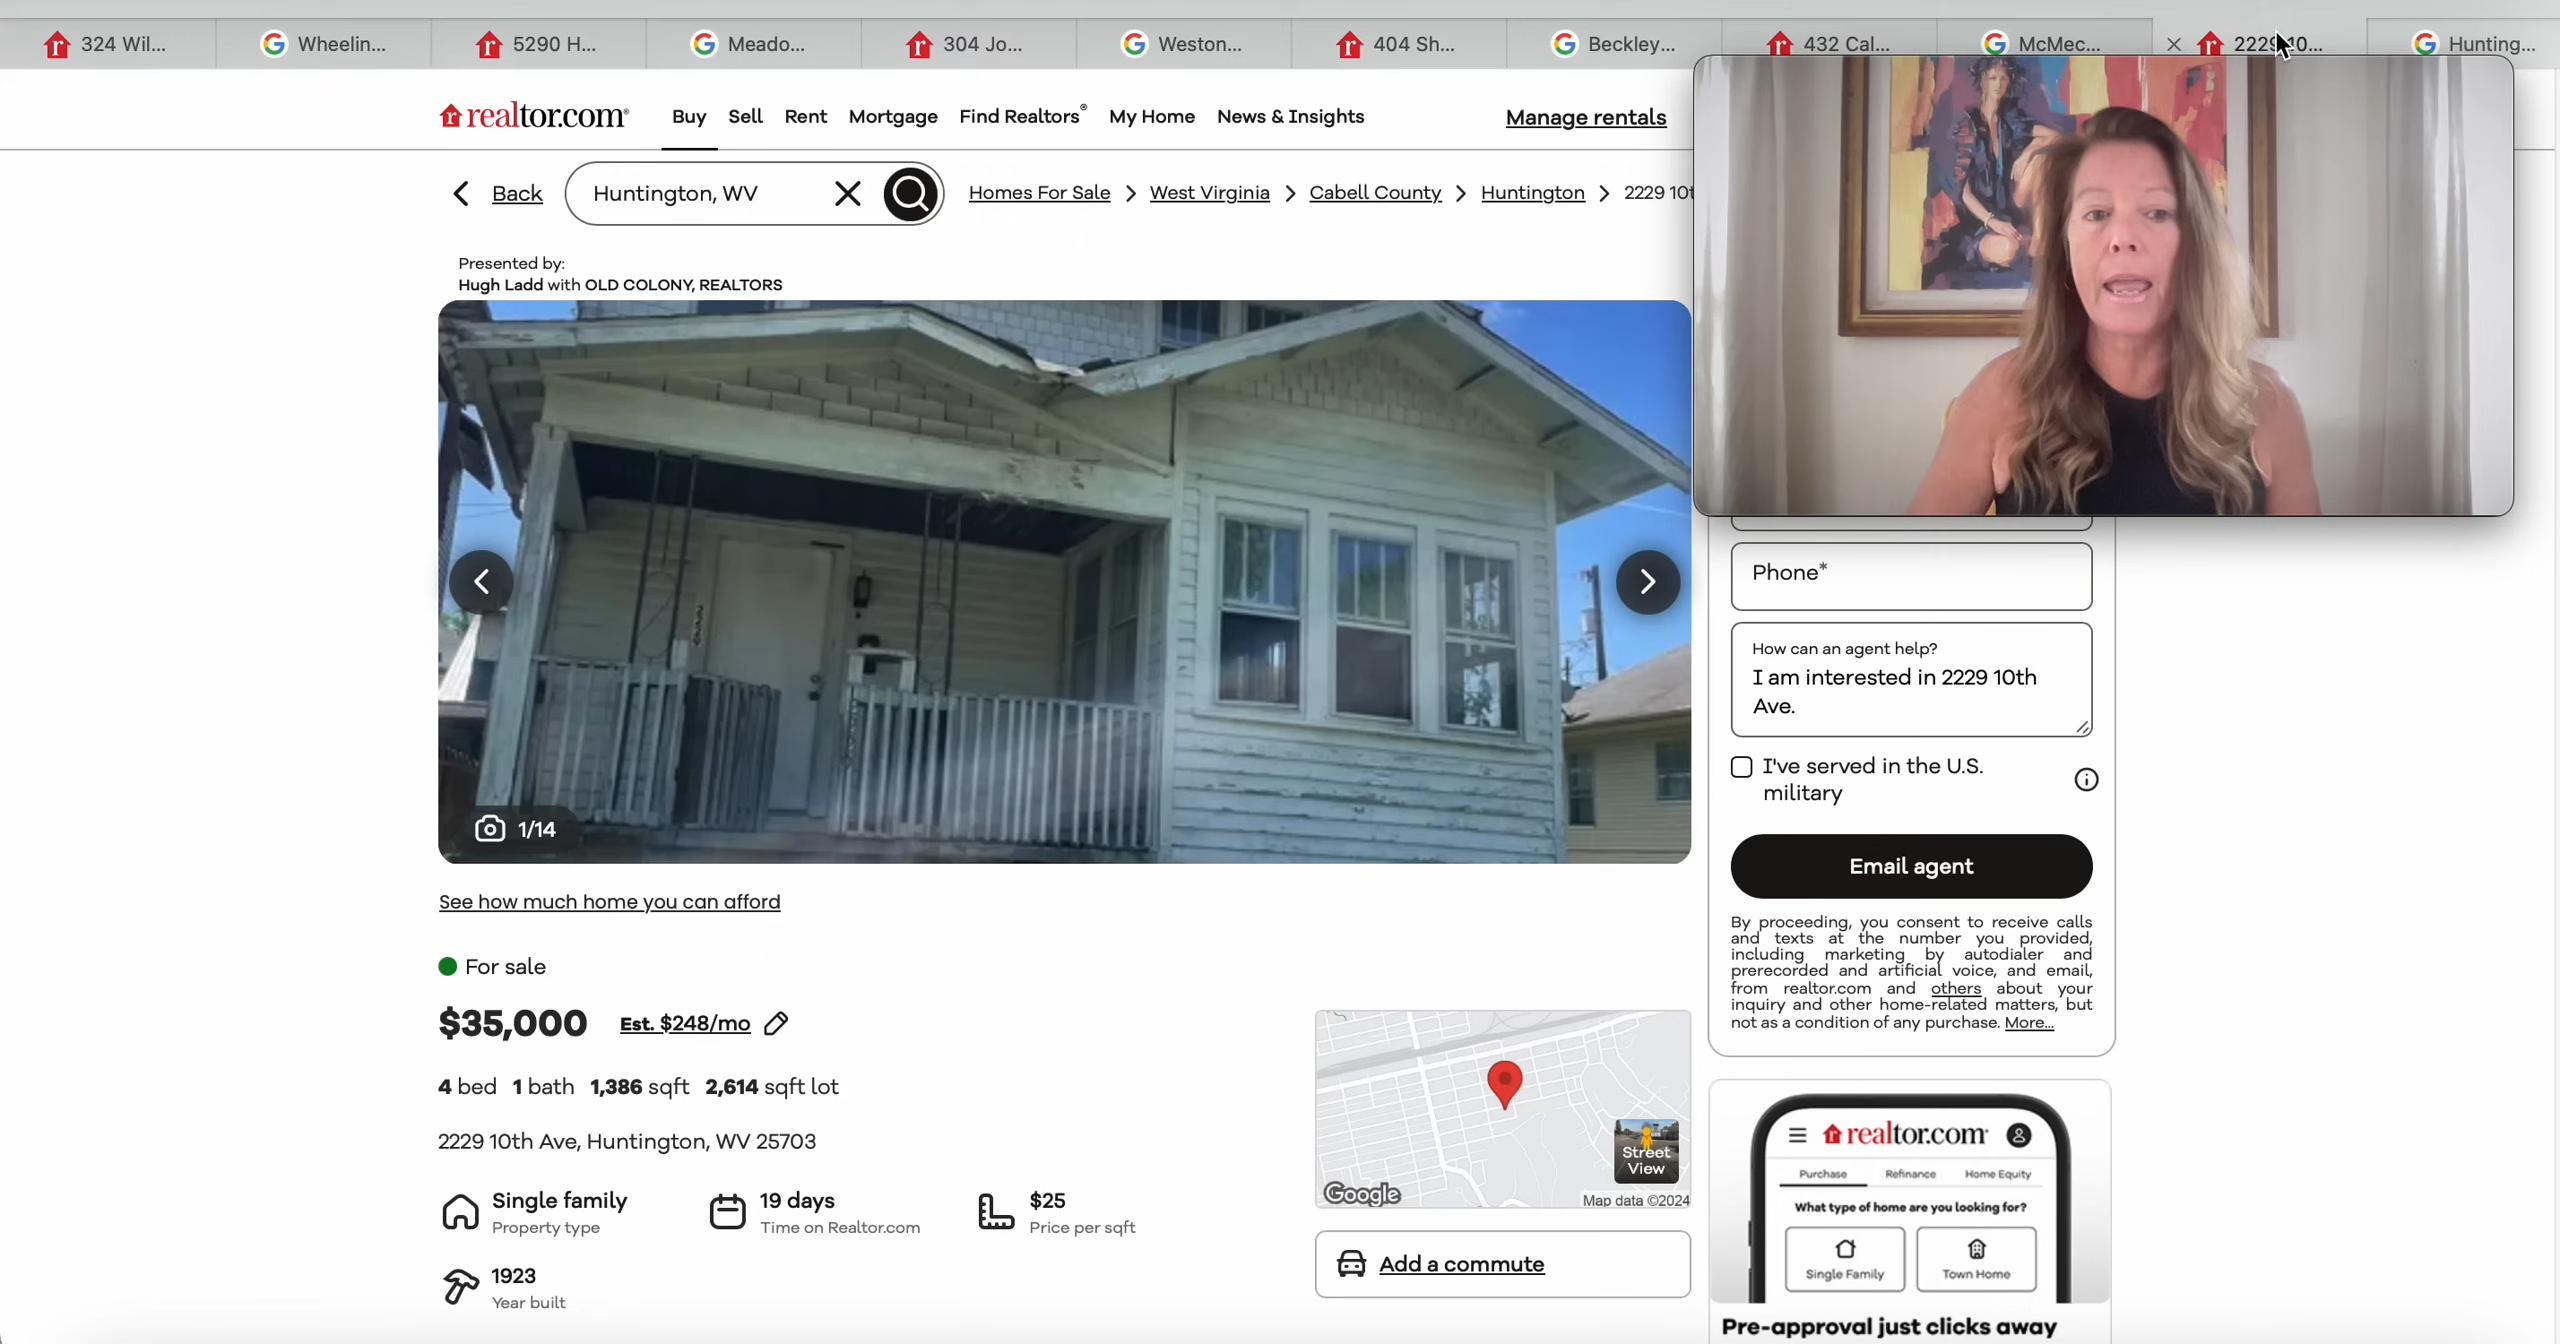 324 Wil...
Wheelin...
5290 H...
Meado...
304 Jo...
Weston...
404 Sh...
Beckley...
432 Cal...
McMec...
2229 10...
Hunting...
realtor.com®
Buy
Sell
Rent
Mortgage
Find Realtors®
My Home
News & Insights
Manage rentals
Back
Huntington, WV
Homes For Sale
West Virginia
Cabell County
Huntington
2229 10t
Presented by:
Hugh Ladd with OLD COLONY, REALTORS
1/14
Phone*
How can an agent help?
I am interested in 2229 10th
Ave.
I've served in the U.S.
military
Email agent
By proceeding, you consent to receive calls
and texts at the number you provided,
including marketing by autodialer and
prerecorded and artificial voice, and email,
from realtor.com and others about your
inquiry and other home-related matters, but
not as a condition of any purchase. More...
See how much home you can afford
For sale
$35,000
Est. $248/mo
4 bed 1 bath 1,386 sqft 2,614 sqft lot
2229 10th Ave, Huntington, WV 25703
Single family
Property type
19 days
Time on Realtor.com
$25
Price per sqft
1923
Year built
Street
View
Google
Map data ©2024
Add a commute
realtor.com
Purchase
Refinance
Home Equity
What type of home are you looking for?
Single Family
Town Home
Pre-approval just clicks away